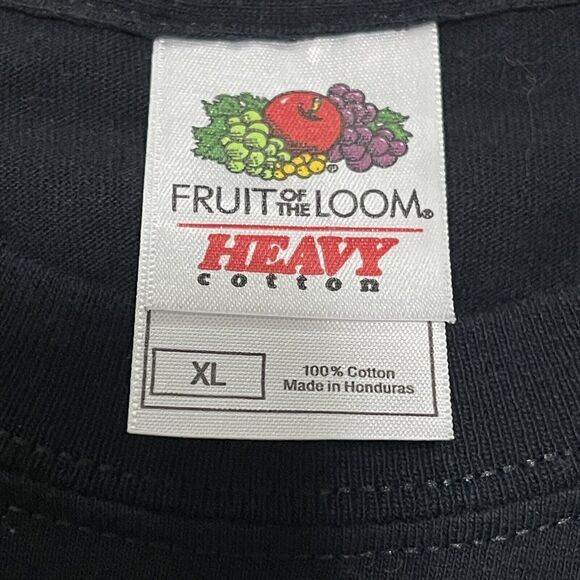 FRUIT OF THE LOOM®
HEAVY
cotton
XL
100% Cotton
Made in Honduras